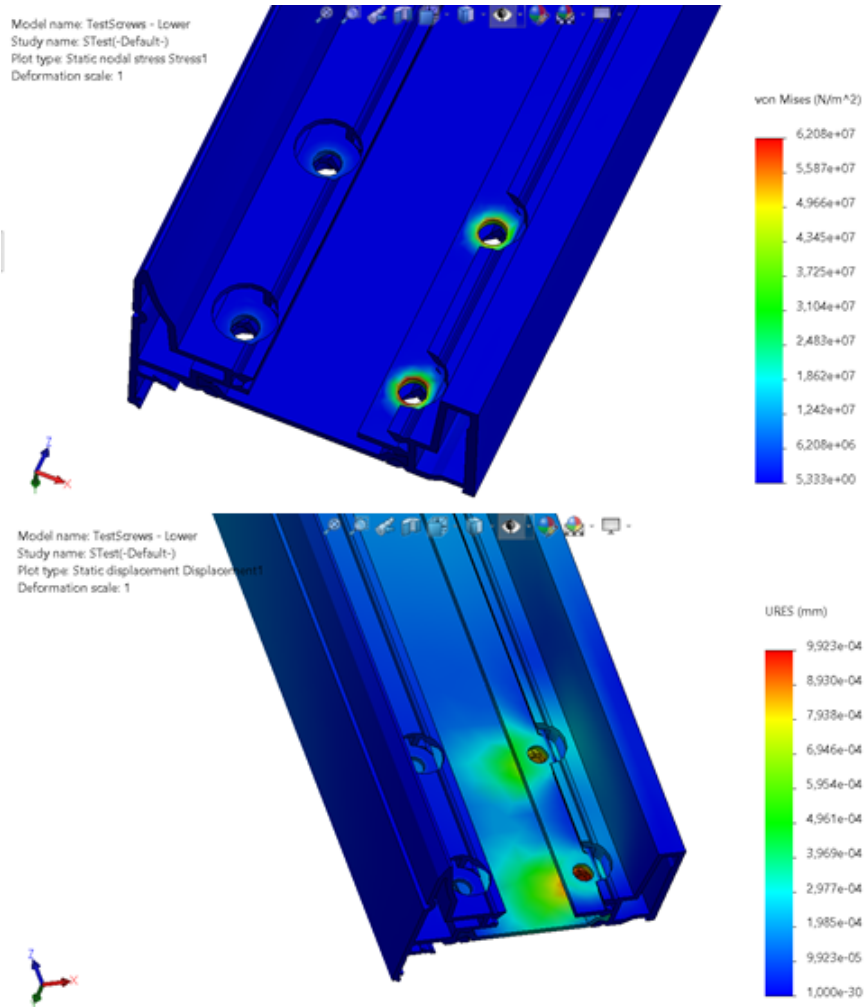 Model name: TestScrews - Lower
Study name: STest(-Default-)
Plot type: Static nodal stress Stress1
Deformation scale: 1
von Mises (N/m^2)
6,208e+07
5,587e+07
4,966e+07
4,345e+07
3,725e+07
3,104e+07
2,483e+07
1,862e+07
1,242e+07
6,208e+06
5,333e+00
Z
X
Y
Model name: TestScrews - Lower
Study name: STest(-Default-)
Plot type: Static displacement Displacement1
Deformation scale: 1
URES (mm)
9,923e-04
8,930e-04
7,938e-04
6,946e-04
5,954e-04
4,961e-04
3,969e-04
2,977e-04
1,985e-04
9,923e-05
1,000e-30
Z
X
Y